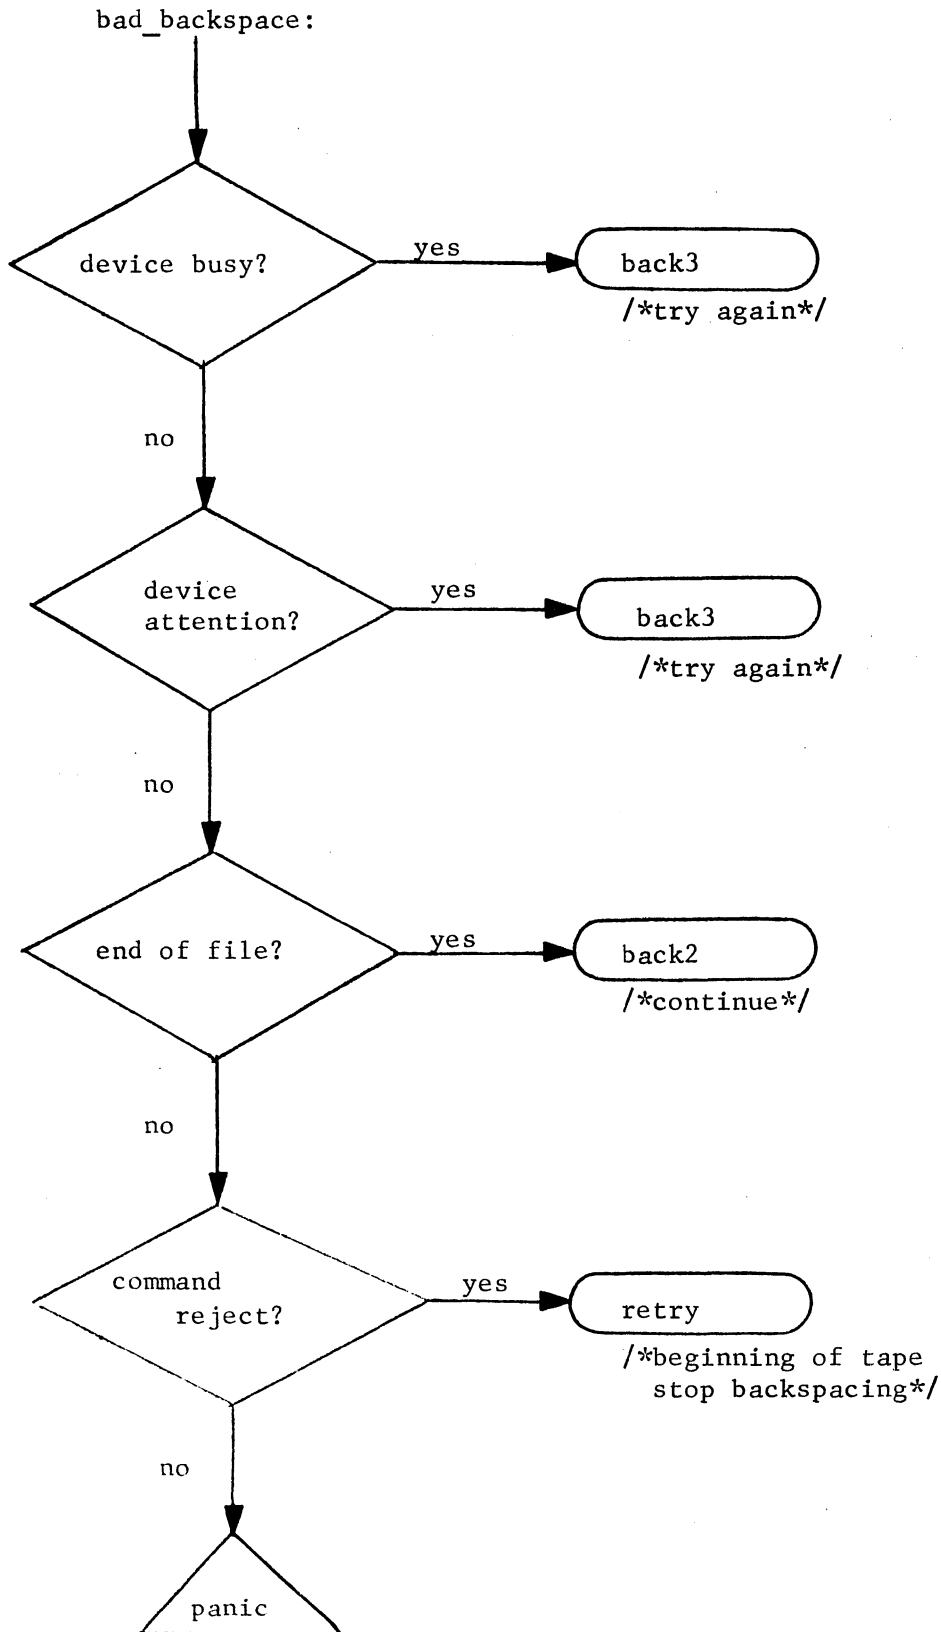 bad_backspace:
device busy?
yes
back3
/*try again*/
no
device
attention?
yes
back3
/*try again*/
no
end of file?
yes
back2
/*continue*/
no
command
reject?
yes
retry
/*beginning of tape
stop backspacing*/
no
panic